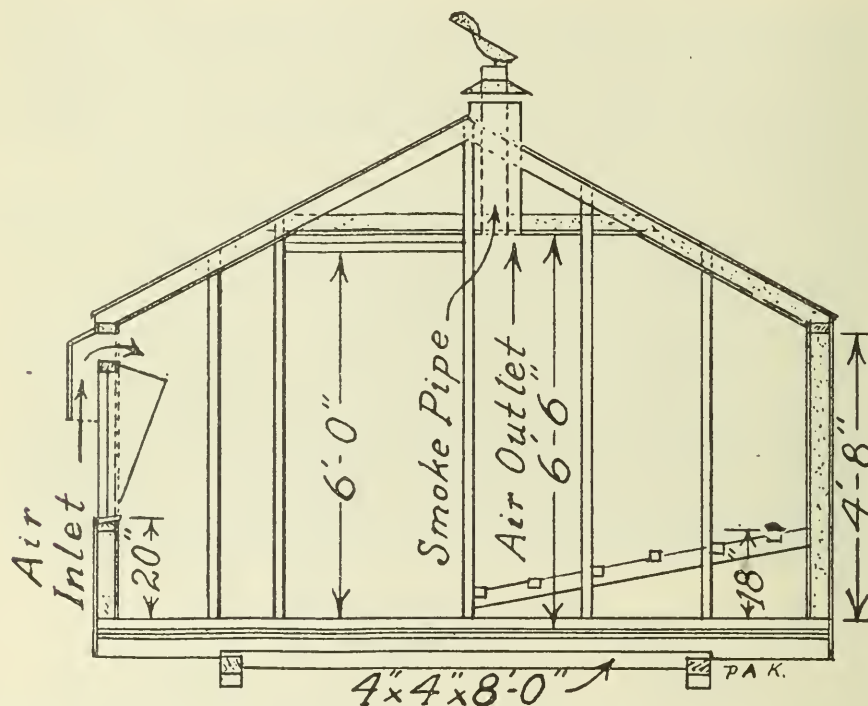 Air
Inlet
20"
6'-0"
Smoke Pipe
Air Outlet
6'-6"
18"
4'-8"
4"x4"x8'-0"
P.A.K.